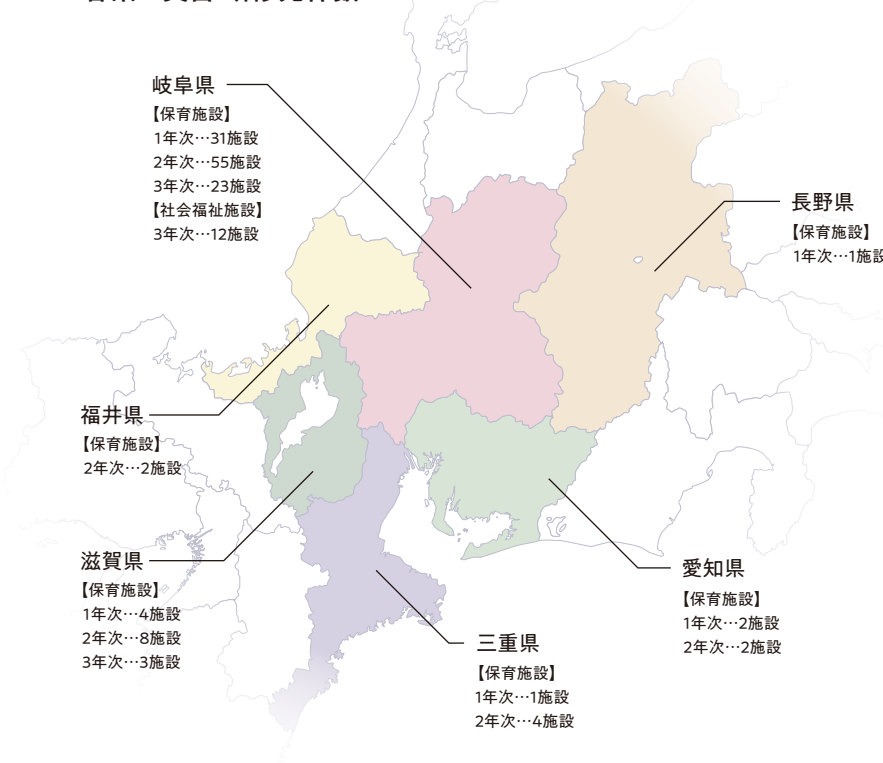 岐阜県
【保育施設】
1年次…31施設
2年次…55施設
3年次…23施設
【社会福祉施設】
3年次…12施設
長野県
【保育施設】
1年次…1施設
福井県
【保育施設】
2年次…2施設
滋賀県
【保育施設】
1年次…4施設
2年次…8施設
3年次…3施設
愛知県
【保育施設】
1年次…2施設
2年次…2施設
三重県
【保育施設】
1年次…1施設
2年次…4施設